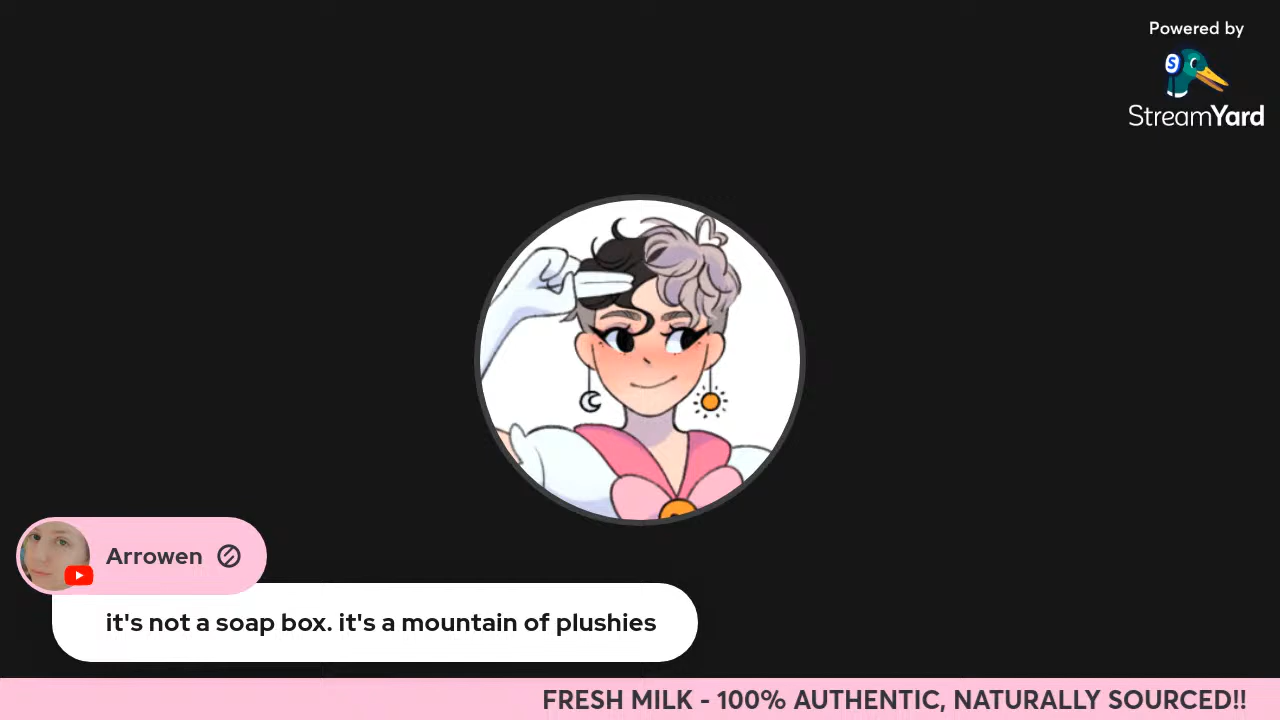 Powered by
StreamYard
Arrowen
it's not a soap box. it's a mountain of plushies
FRESH MILK - 100% AUTHENTIC, NATURALLY SOURCED!!